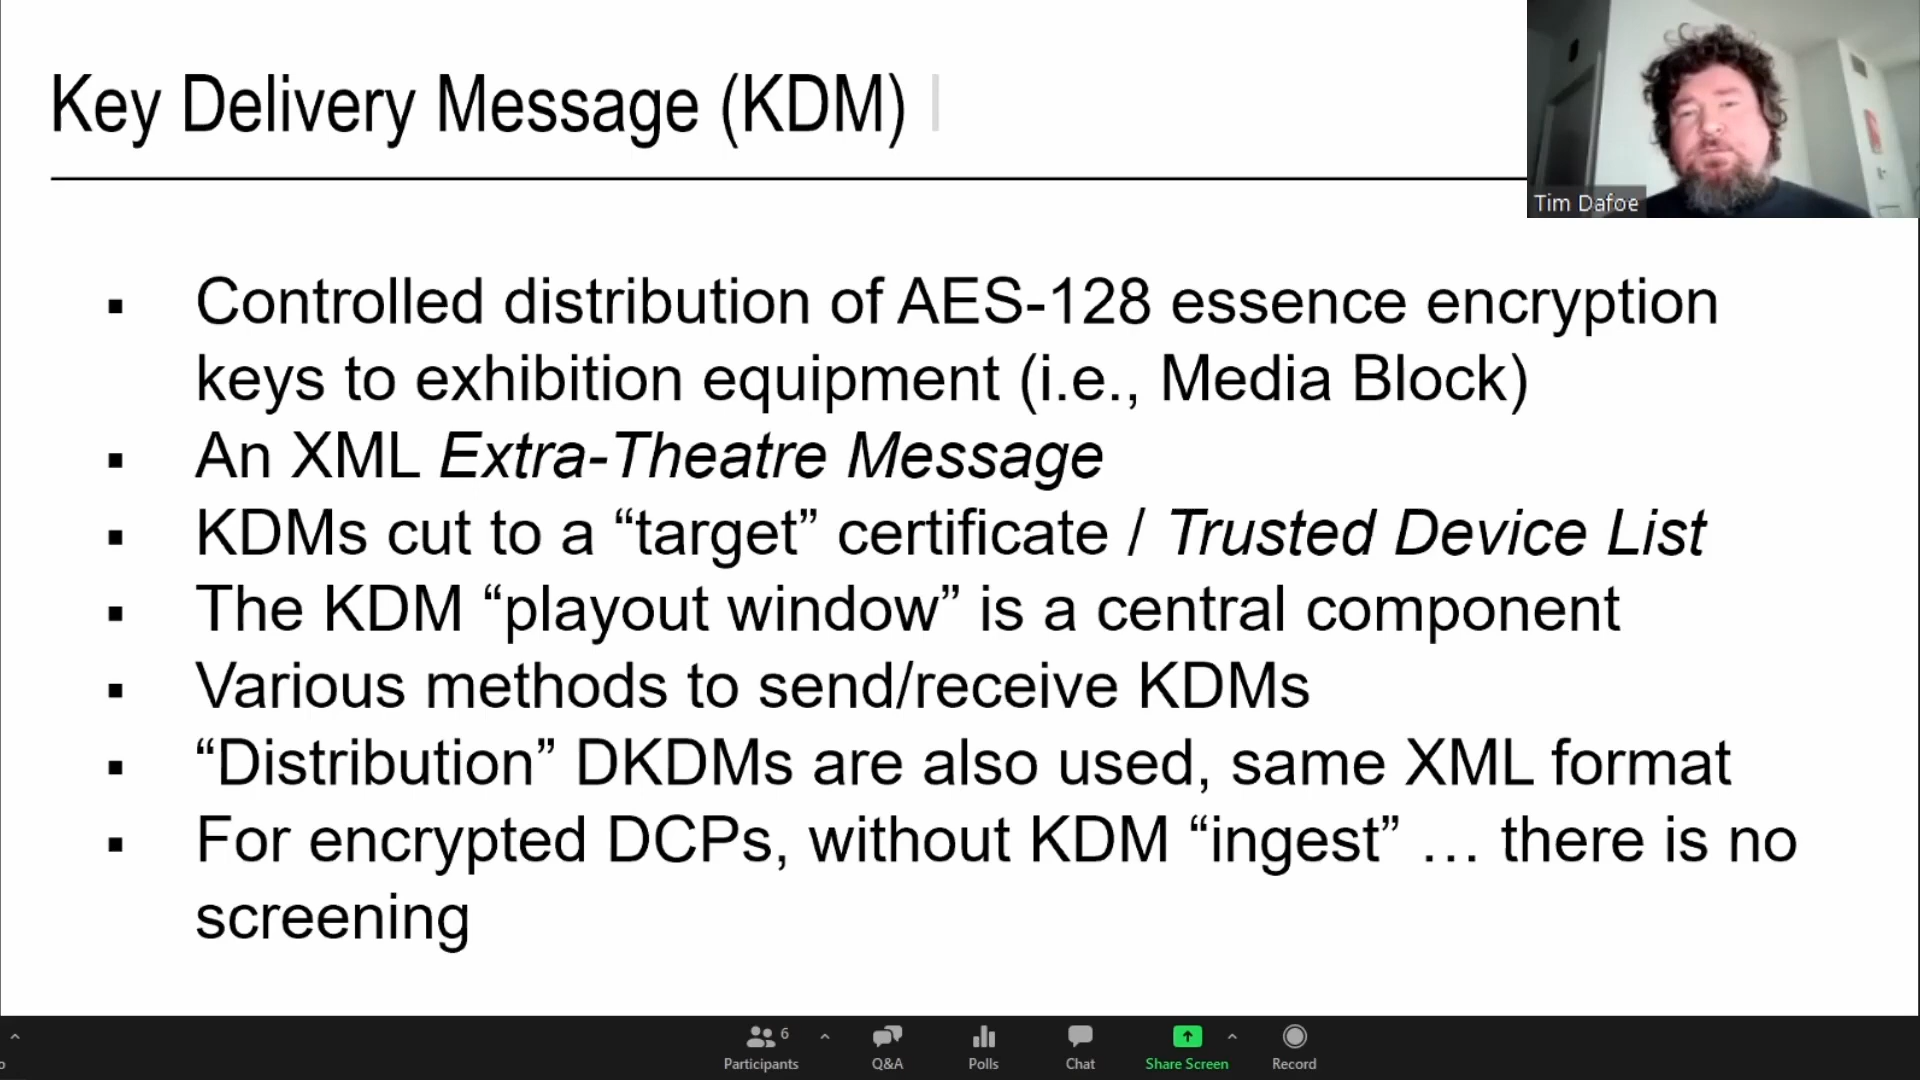 Key Delivery Message (KDM)
Tim Dafoe
▪ Controlled distribution of AES-128 essence encryption
keys to exhibition equipment (i.e., Media Block)
▪ An XML Extra-Theatre Message
▪ KDMs cut to a “target” certificate / Trusted Device List
▪ The KDM “playout window” is a central component
▪ Various methods to send/receive KDMs
▪ “Distribution” DKDMs are also used, same XML format
▪ For encrypted DCPs, without KDM “ingest” … there is no
screening
6
Participants
Q&A
Polls
Chat
Share Screen
Record